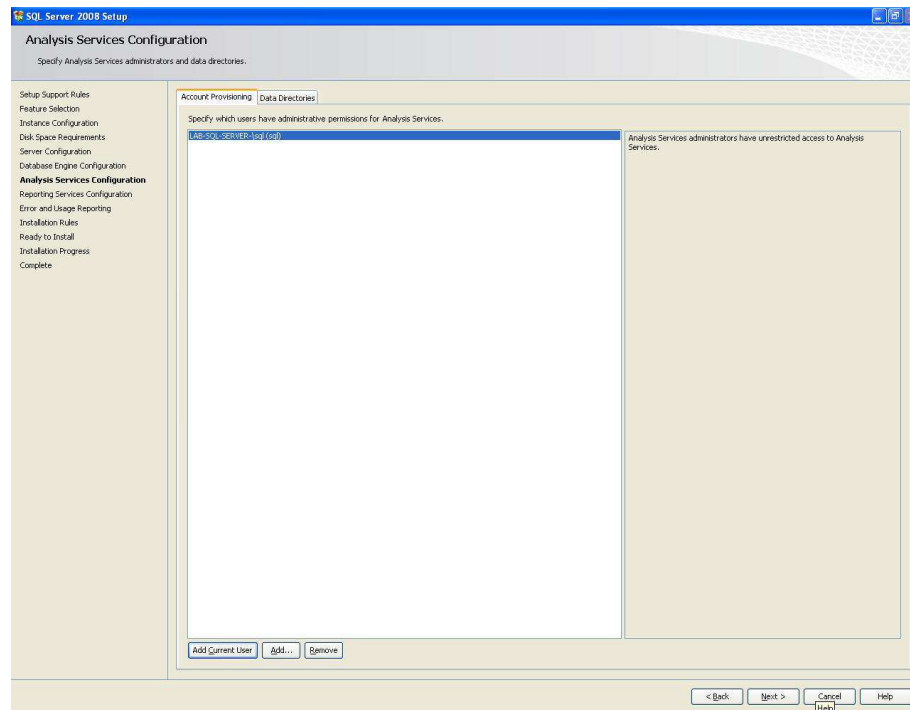 SQL Server 2008 Setup
Analysis Services Configuration
Specify Analysis Services administrators and data directories.
Setup Support Rules
Feature Selection
Instance Configuration
Disk Space Requirements
Server Configuration
Database Engine Configuration
Analysis Services Configuration
Reporting Services Configuration
Error and Usage Reporting
Installation Rules
Ready to Install
Installation Progress
Complete
Account Provisioning Data Directories
Specify which users have administrative permissions for Analysis Services.
LAB-SQL-SERVER-\sql (sql)
Analysis Services administrators have unrestricted access to Analysis
Services.
Add Current User Add... Remove
< Back Next > Cancel Help
Help